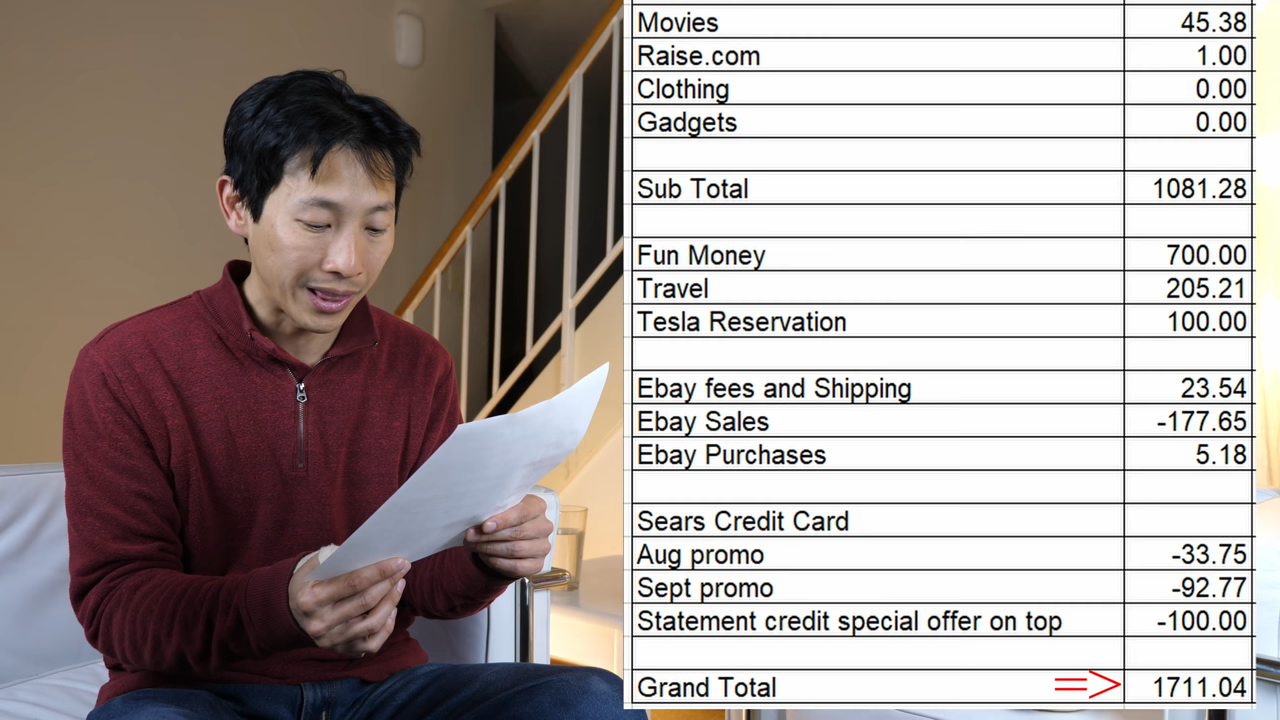 Movies 45.38
Raise.com 1.00
Clothing 0.00
Gadgets 0.00
Sub Total 1081.28
Fun Money 700.00
Travel 205.21
Tesla Reservation 100.00
Ebay fees and Shipping 23.54
Ebay Sales -177.65
Ebay Purchases 5.18
Sears Credit Card
Aug promo -33.75
Sept promo -92.77
Statement credit special offer on top -100.00
Grand Total => 1711.04